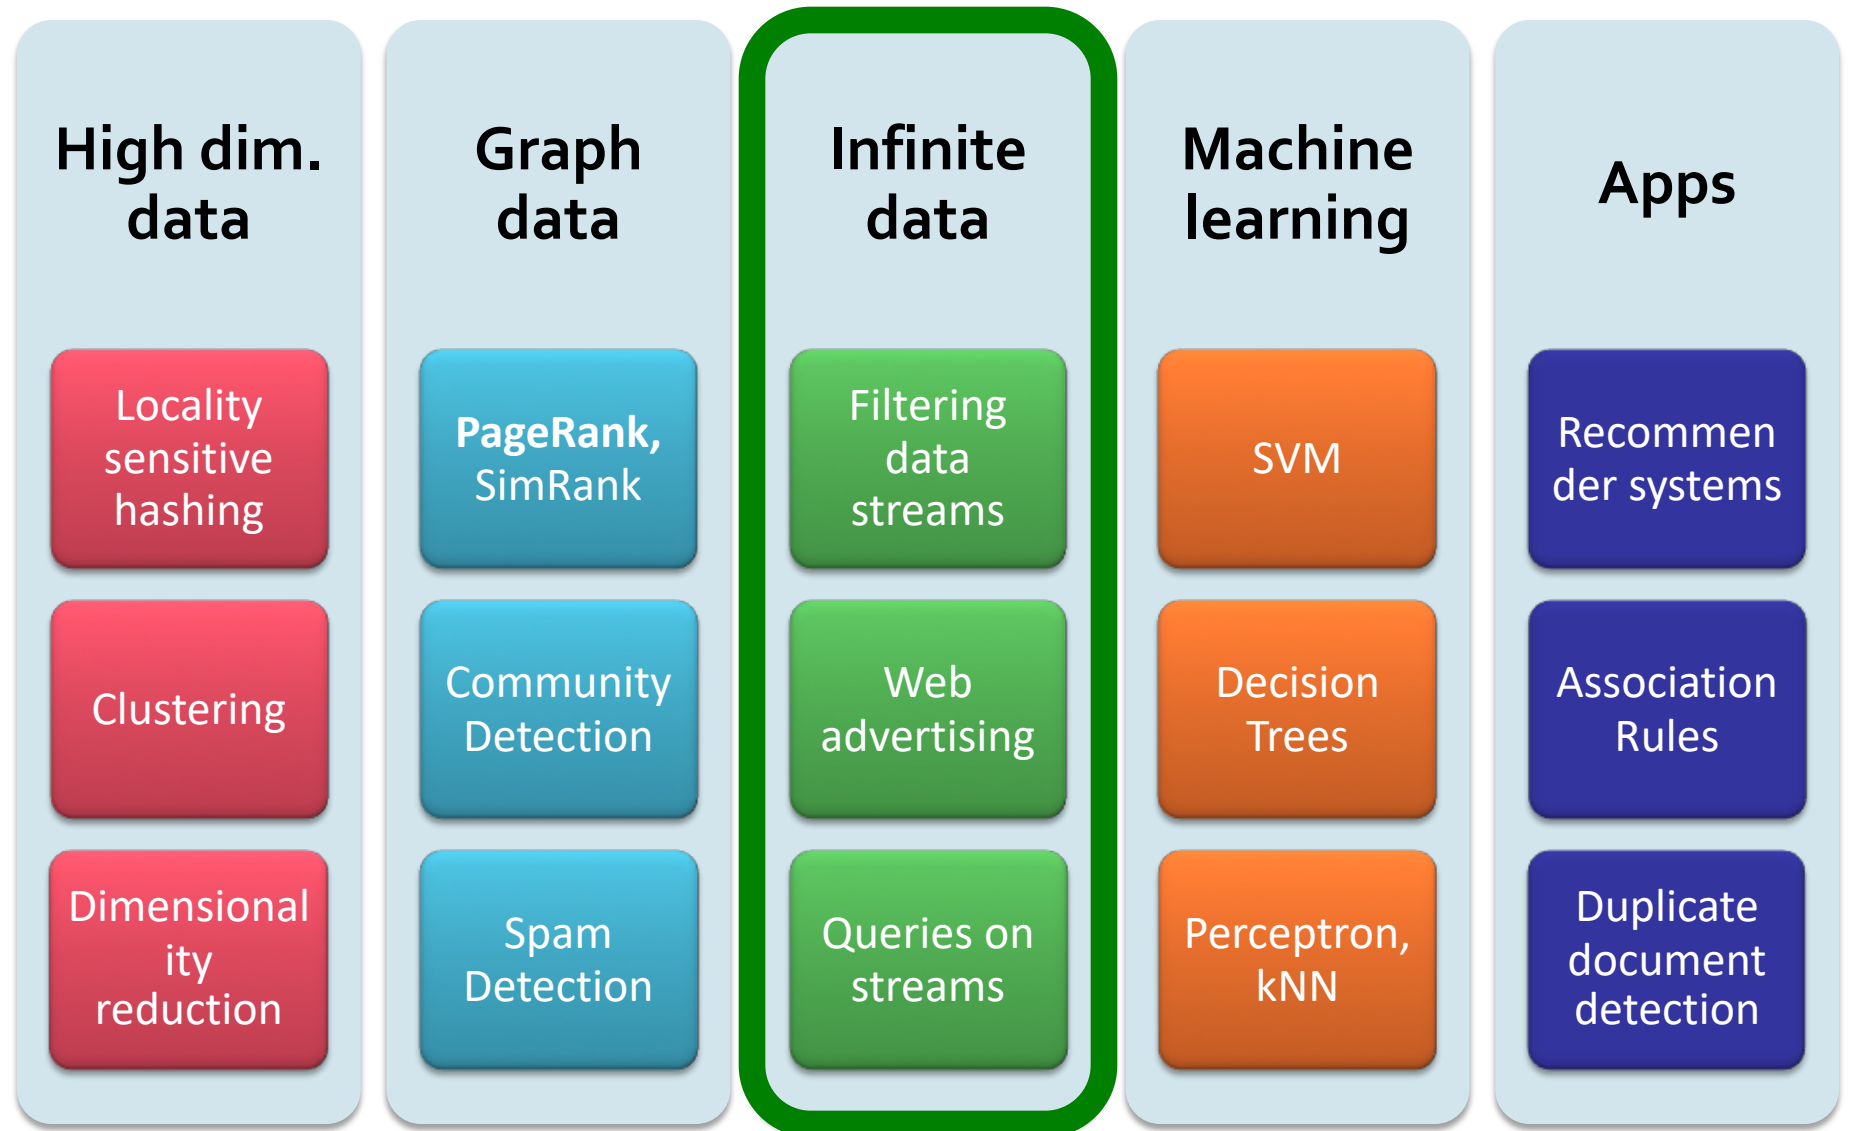 High dim.
data
Locality
sensitive
hashing
Clustering
Dimensional
ity
reduction
Graph
data
PageRank,
SimRank
Community
Detection
Spam
Detection
Infinite
data
Filtering
data
streams
Web
advertising
Queries on
streams
Machine
learning
SVM
Decision
Trees
Perceptron,
kNN
Apps
Recommen
der systems
Association
Rules
Duplicate
document
detection